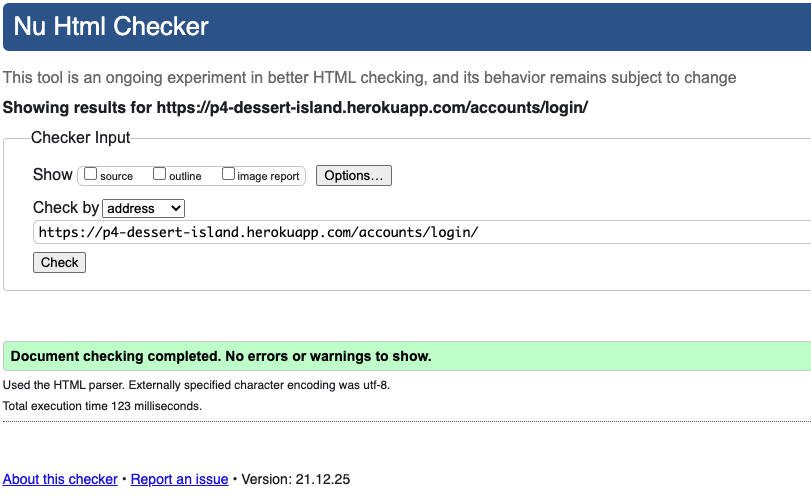 Nu Html Checker
This tool is an ongoing experiment in better HTML checking, and its behavior remains subject to change
Showing results for https://p4-dessert-island.herokuapp.com/accounts/login/
Checker Input
Show source outline image report Options...
Check by address
https://p4-dessert-island.herokuapp.com/accounts/login/
Check
Document checking completed. No errors or warnings to show.
Used the HTML parser. Externally specified character encoding was utf-8.
Total execution time 123 milliseconds.
About this checker • Report an issue • Version: 21.12.25